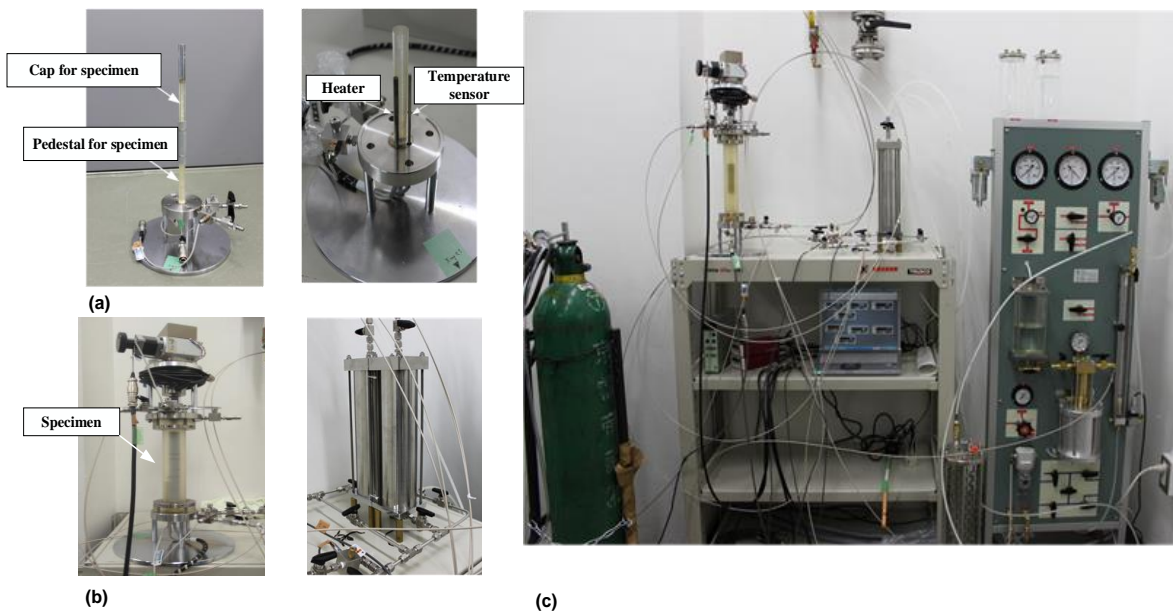 Cap for specimen
Pedestal for specimen
Heater
Temperature
sensor
(a)
Specimen
(b)
(c)